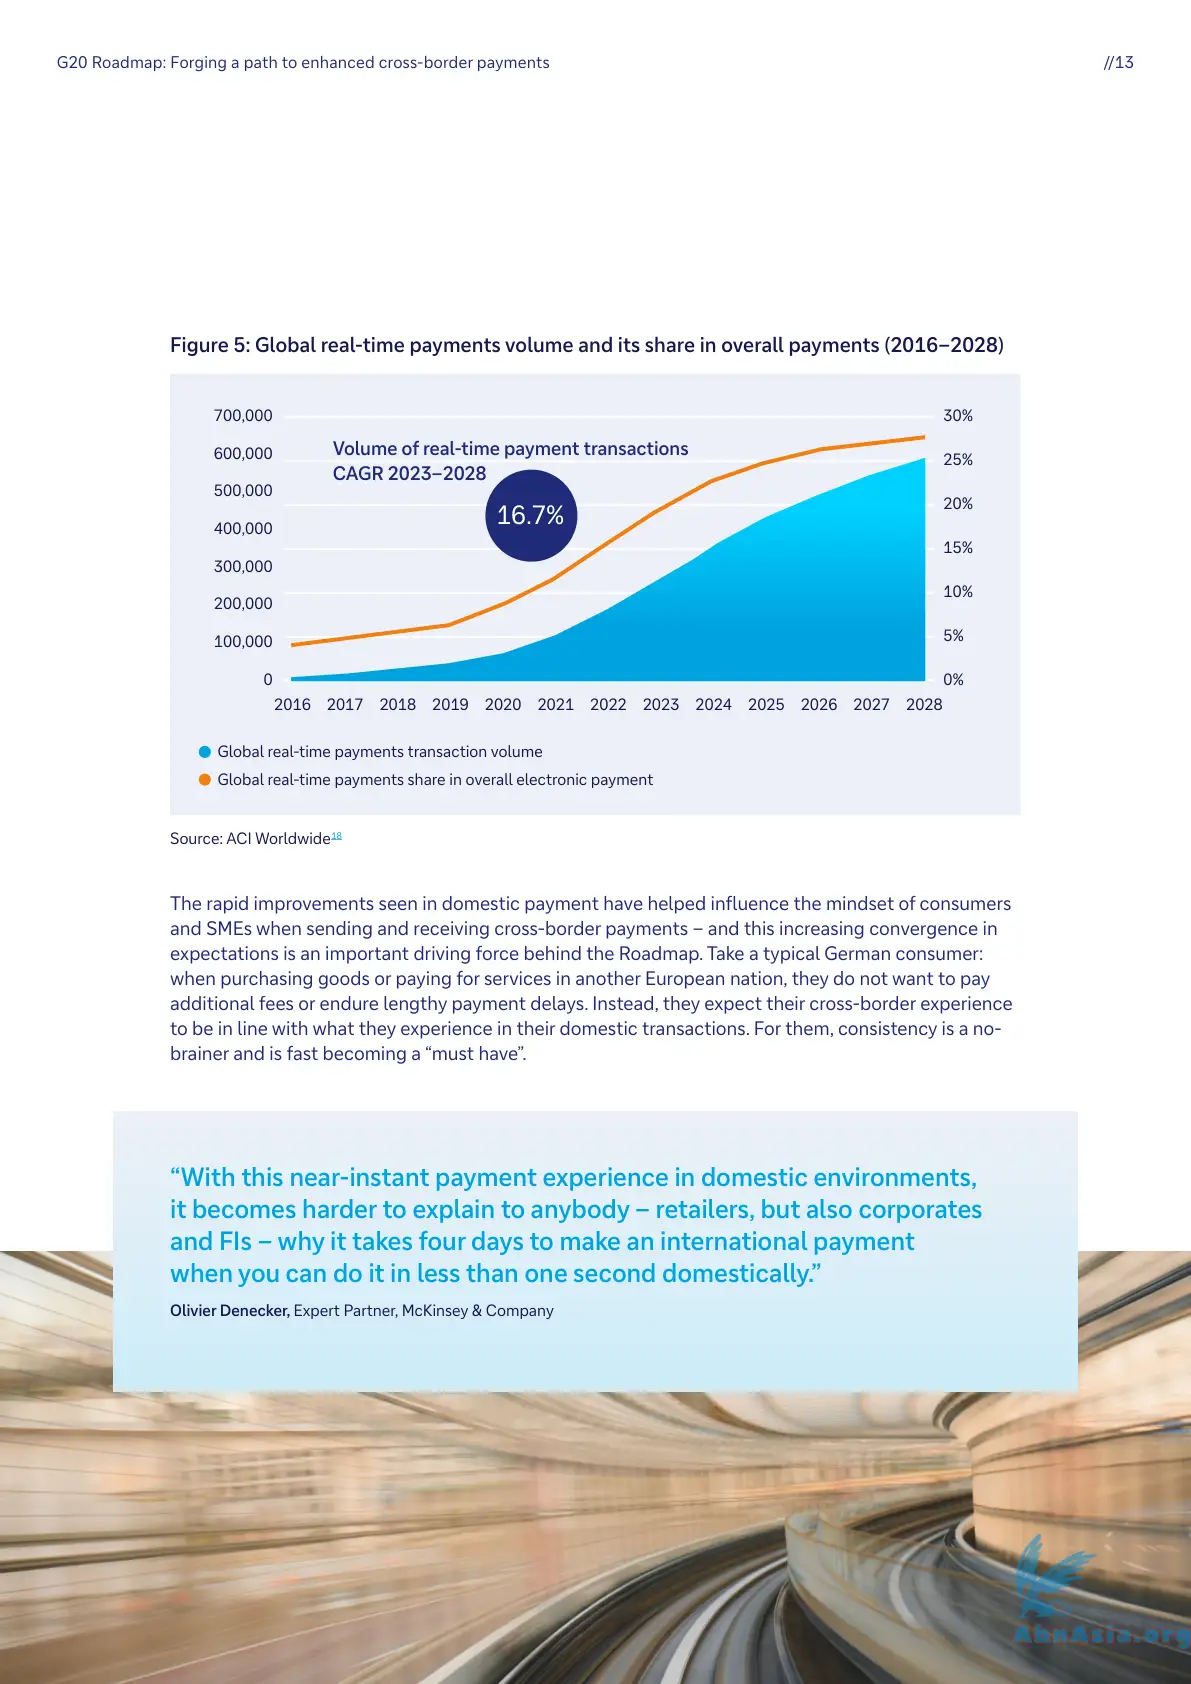 G20 Roadmap: Forging a path to enhanced cross-border payments //13
Figure 5: Global real-time payments volume and its share in overall payments (2016–2028)
700,000 30%
Volume of real-time payment transactions
600,000 25%
CAGR 2023–2028
500,000 20%
16.7%
400,000 15%
300,000 10%
200,000 5%
100,000
0 0%
2016 2017 2018 2019 2020 2021 2022 2023 2024 2025 2026 2027 2028
Global real-time payments transaction volume
Global real-time payments share in overall electronic payment
Source: ACI Worldwide18
The rapid improvements seen in domestic payment have helped influence the mindset of consumers
and SMEs when sending and receiving cross-border payments – and this increasing convergence in
expectations is an important driving force behind the Roadmap. Take a typical German consumer:
when purchasing goods or paying for services in another European nation, they do not want to pay
additional fees or endure lengthy payment delays. Instead, they expect their cross-border experience
to be in line with what they experience in their domestic transactions. For them, consistency is a no-
brainer and is fast becoming a “must have”.
“With this near-instant payment experience in domestic environments,
it becomes harder to explain to anybody – retailers, but also corporates
and FIs – why it takes four days to make an international payment
when you can do it in less than one second domestically.”
Olivier Denecker, Expert Partner, McKinsey & Company
AhnAsia.org